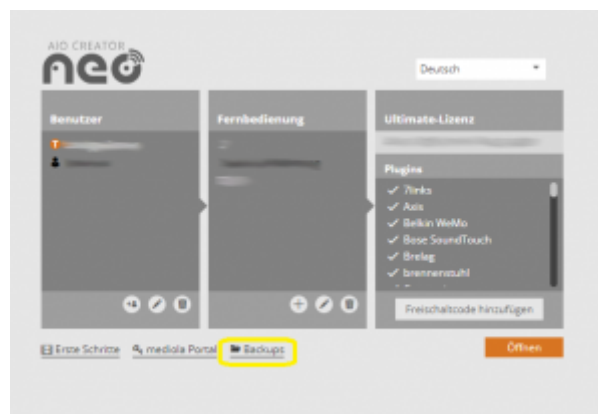 AIO CREATOR
neo
Deutsch
Benutzer
Fernbedienung
Ultimate-Lizenz
Plugins
7links
Axis
Belkin WeMo
Bose SoundTouch
Brelag
brennenstuhl
Freischaltcode hinzufügen
Erste Schritte
mediola Portal
Backups
Öffnen